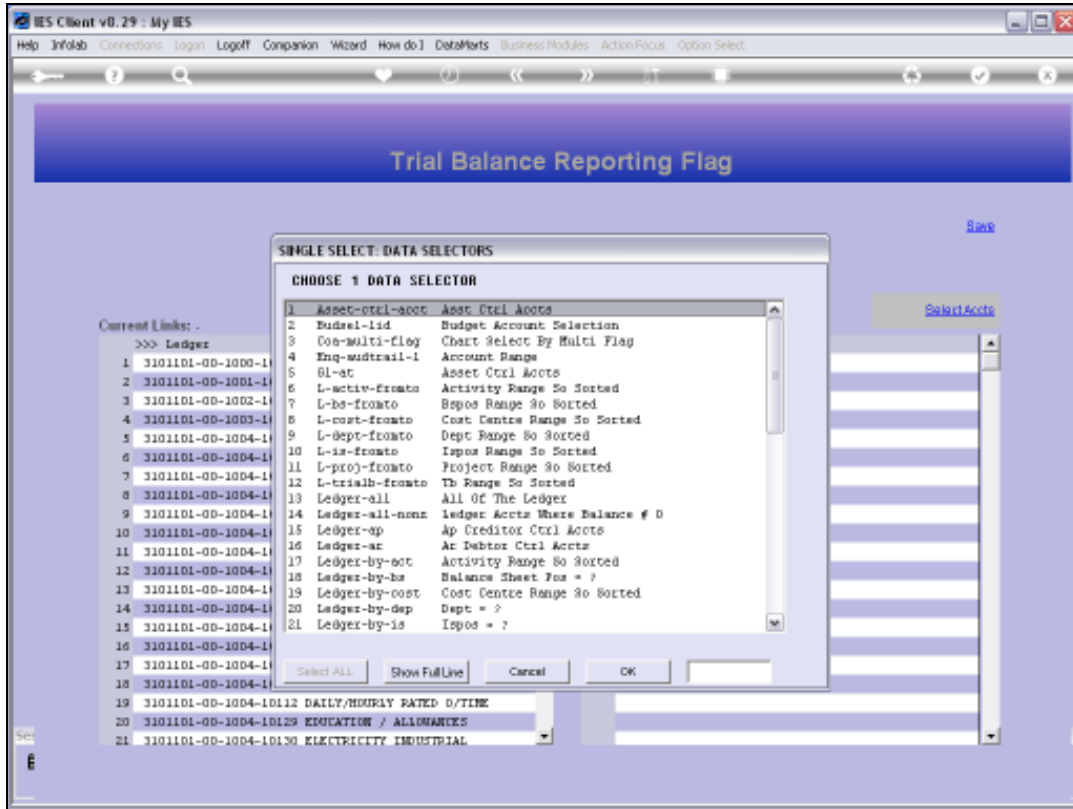 IES Client v8.29 : My IES
Help Infolab Connections Logon Logoff Companion Wizard How do I DataMarts Business Modules Action Focus Option Select
Trial Balance Reporting Flag
Save
SINGLE SELECT: DATA SELECTORS
CHOOSE 1 DATA SELECTOR
1 Asset-ctrl-acct Asst Ctrl Accts
2 Budsel-lid Budget Account Selection
3 Coa-multi-flag Chart Select By Multi Flag
4 Enq-audtrail-1 Account Range
5 Gl-at Asset Ctrl Accts
6 L-activ-fromto Activity Range So Sorted
7 L-bs-fromto Bspos Range So Sorted
8 L-cost-fromto Cost Centre Range So Sorted
9 L-dept-fromto Dept Range So Sorted
10 L-is-fromto Ispos Range So Sorted
11 L-proj-fromto Project Range So Sorted
12 L-trialb-fromto Tb Range So Sorted
13 Ledger-all All Of The Ledger
14 Ledger-all-nonz Ledger Accts Where Balance # 0
15 Ledger-ap Ap Creditor Ctrl Accts
16 Ledger-ar Ar Debtor Ctrl Accts
17 Ledger-by-act Activity Range So Sorted
18 Ledger-by-bs Balance Sheet Pos = ?
19 Ledger-by-cost Cost Centre Range So Sorted
20 Ledger-by-dep Dept = ?
21 Ledger-by-is Ispos = ?
Select ALL Show Full Line Cancel OK
Select Accts
Current Links: -
>>> Ledger
1 3101101-00-1000-1
2 3101101-00-1001-1
3 3101101-00-1002-1
4 3101101-00-1003-1
5 3101101-00-1004-1
6 3101101-00-1004-1
7 3101101-00-1004-1
8 3101101-00-1004-1
9 3101101-00-1004-1
10 3101101-00-1004-1
11 3101101-00-1004-1
12 3101101-00-1004-1
13 3101101-00-1004-1
14 3101101-00-1004-1
15 3101101-00-1004-1
16 3101101-00-1004-1
17 3101101-00-1004-1
18 3101101-00-1004-1
19 3101101-00-1004-10112 DAILY/HOURLY RATED O/TIME
20 3101101-00-1004-10129 EDUCATION / ALLOWANCES
21 3101101-00-1004-10130 ELECTRICITY INDUSTRIAL